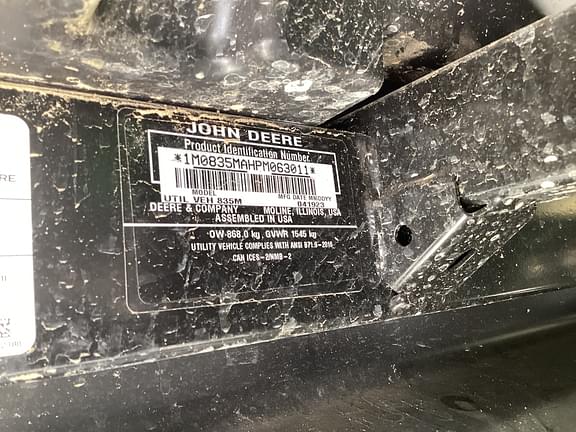 JOHN DEERE
Product Identification Number
*1M0835MAHPM063011*
MODEL MFG DATE MMDDYY
UTIL VEH 835M 041923
DEERE & COMPANY MOLINE, ILLINOIS, USA
ASSEMBLED IN USA
OW-868.0 kg, GVWR 1545 kg
UTILITY VEHICLE COMPLIES WITH ANSI B71.9-2016
CAN ICES-2/NMB-2
RE